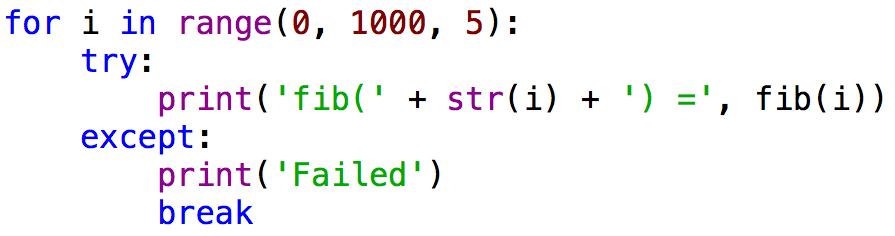 for i in range(0, 1000, 5):
    try:
        print('fib(' + str(i) + ') =', fib(i))
    except:
        print('Failed')
        break